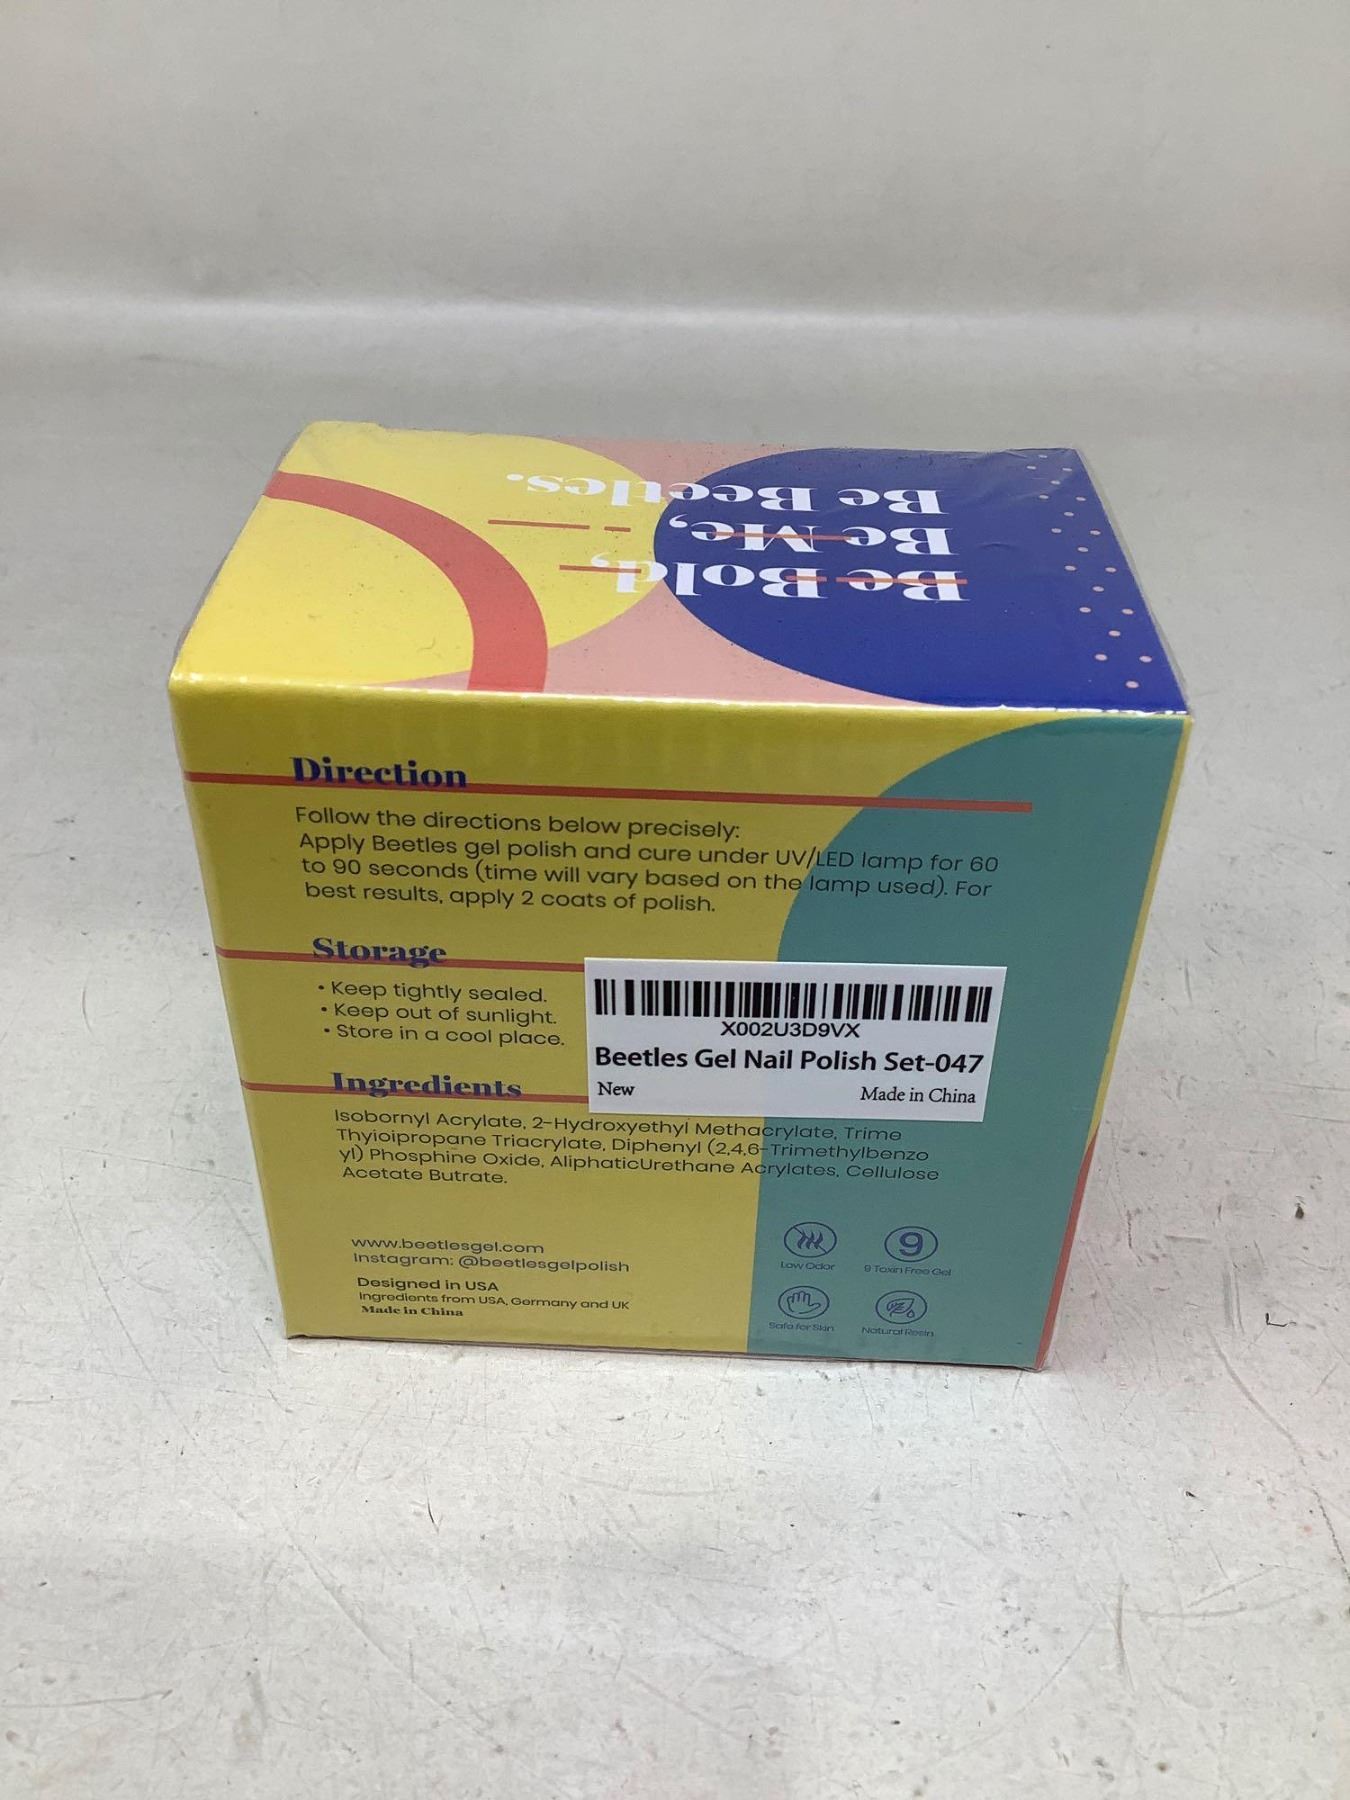 Be Bold,
Be Me,
Be Beetles.
Direction
Follow the directions below precisely:
Apply Beetles gel polish and cure under UV/LED lamp for 60
to 90 seconds (time will vary based on the lamp used). For
best results, apply 2 coats of polish.
Storage
• Keep tightly sealed.
• Keep out of sunlight.
• Store in a cool place.
X002U3D9VX
Beetles Gel Nail Polish Set-047
New Made in China
Ingredients
Isobornyl Acrylate, 2-Hydroxyethyl Methacrylate, Trime
Thyioipropane Triacrylate, Diphenyl (2,4,6-Trimethylbenzo
yl) Phosphine Oxide, AliphaticUrethane Acrylates, Cellulose
Acetate Butrate.
www.beetlesgel.com
Instagram: @beetlesgelpolish
Designed in USA
Ingredients from USA, Germany and UK
Made in China
Low Odor
9
9 Toxin Free Gel
Safe for Skin
Natural Resin